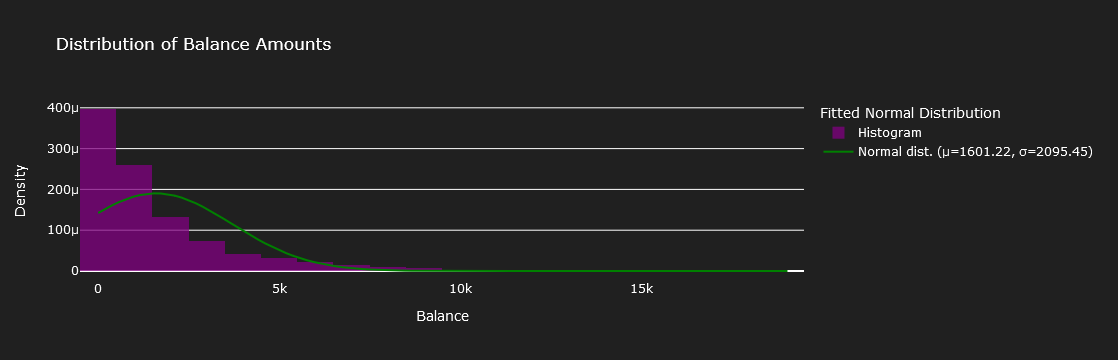 Distribution of Balance Amounts
400μ
300μ
200μ
100μ
0
Density
0
5k
10k
15k
Balance
Fitted Normal Distribution
Histogram
Normal dist. (μ=1601.22, σ=2095.45)